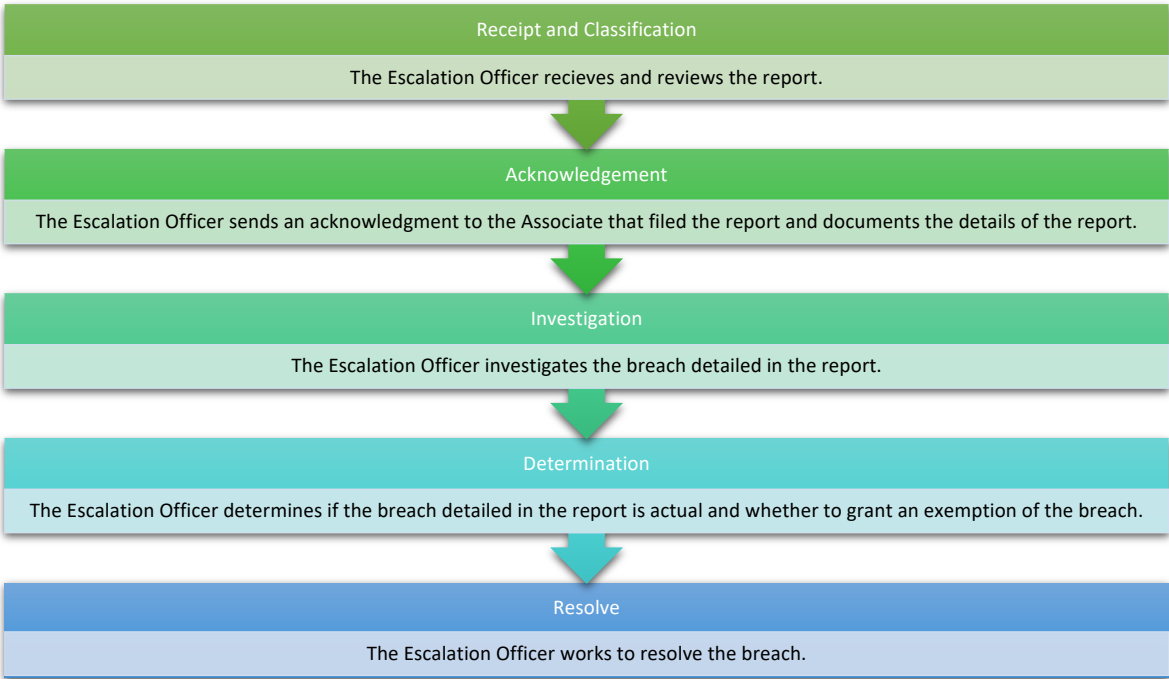 Receipt and Classification
The Escalation Officer recieves and reviews the report.
Acknowledgement
The Escalation Officer sends an acknowledgment to the Associate that filed the report and documents the details of the report.
Investigation
The Escalation Officer investigates the breach detailed in the report.
Determination
The Escalation Officer determines if the breach detailed in the report is actual and whether to grant an exemption of the breach.
Resolve
The Escalation Officer works to resolve the breach.